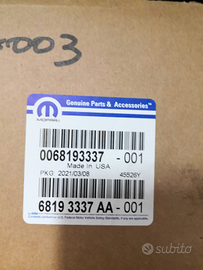 003
MOPAR
Genuine Parts & Accessories™
0068193337 -001
Made In USA
PKG 2021/03/08 45526Y
6819 3337 AA -001
subito